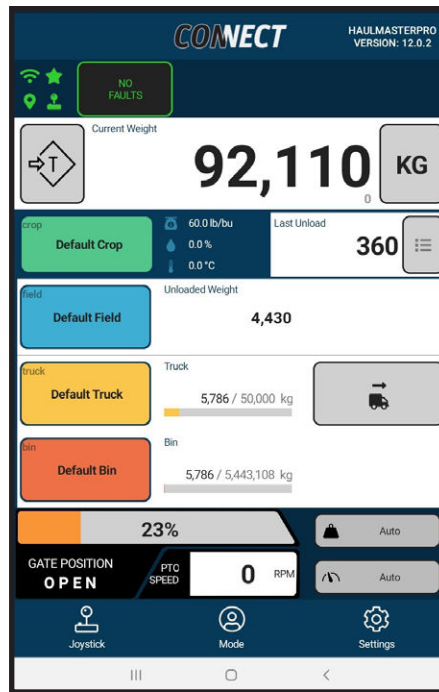 CONNECT
HAULMASTERPRO
VERSION: 12.0.2
NO
FAULTS
Current Weight
T
92,110
0
KG
crop
Default Crop
60.0 lb/bu
0.0 %
0.0 °C
Last Unload
360
field
Default Field
Unloaded Weight
4,430
truck
Default Truck
Truck
5,786 / 50,000 kg
bin
Default Bin
Bin
5,786 / 5,443,108 kg
23%
Auto
GATE POSITION
OPEN
PTO
SPEED
0
RPM
Auto
Joystick
Mode
Settings